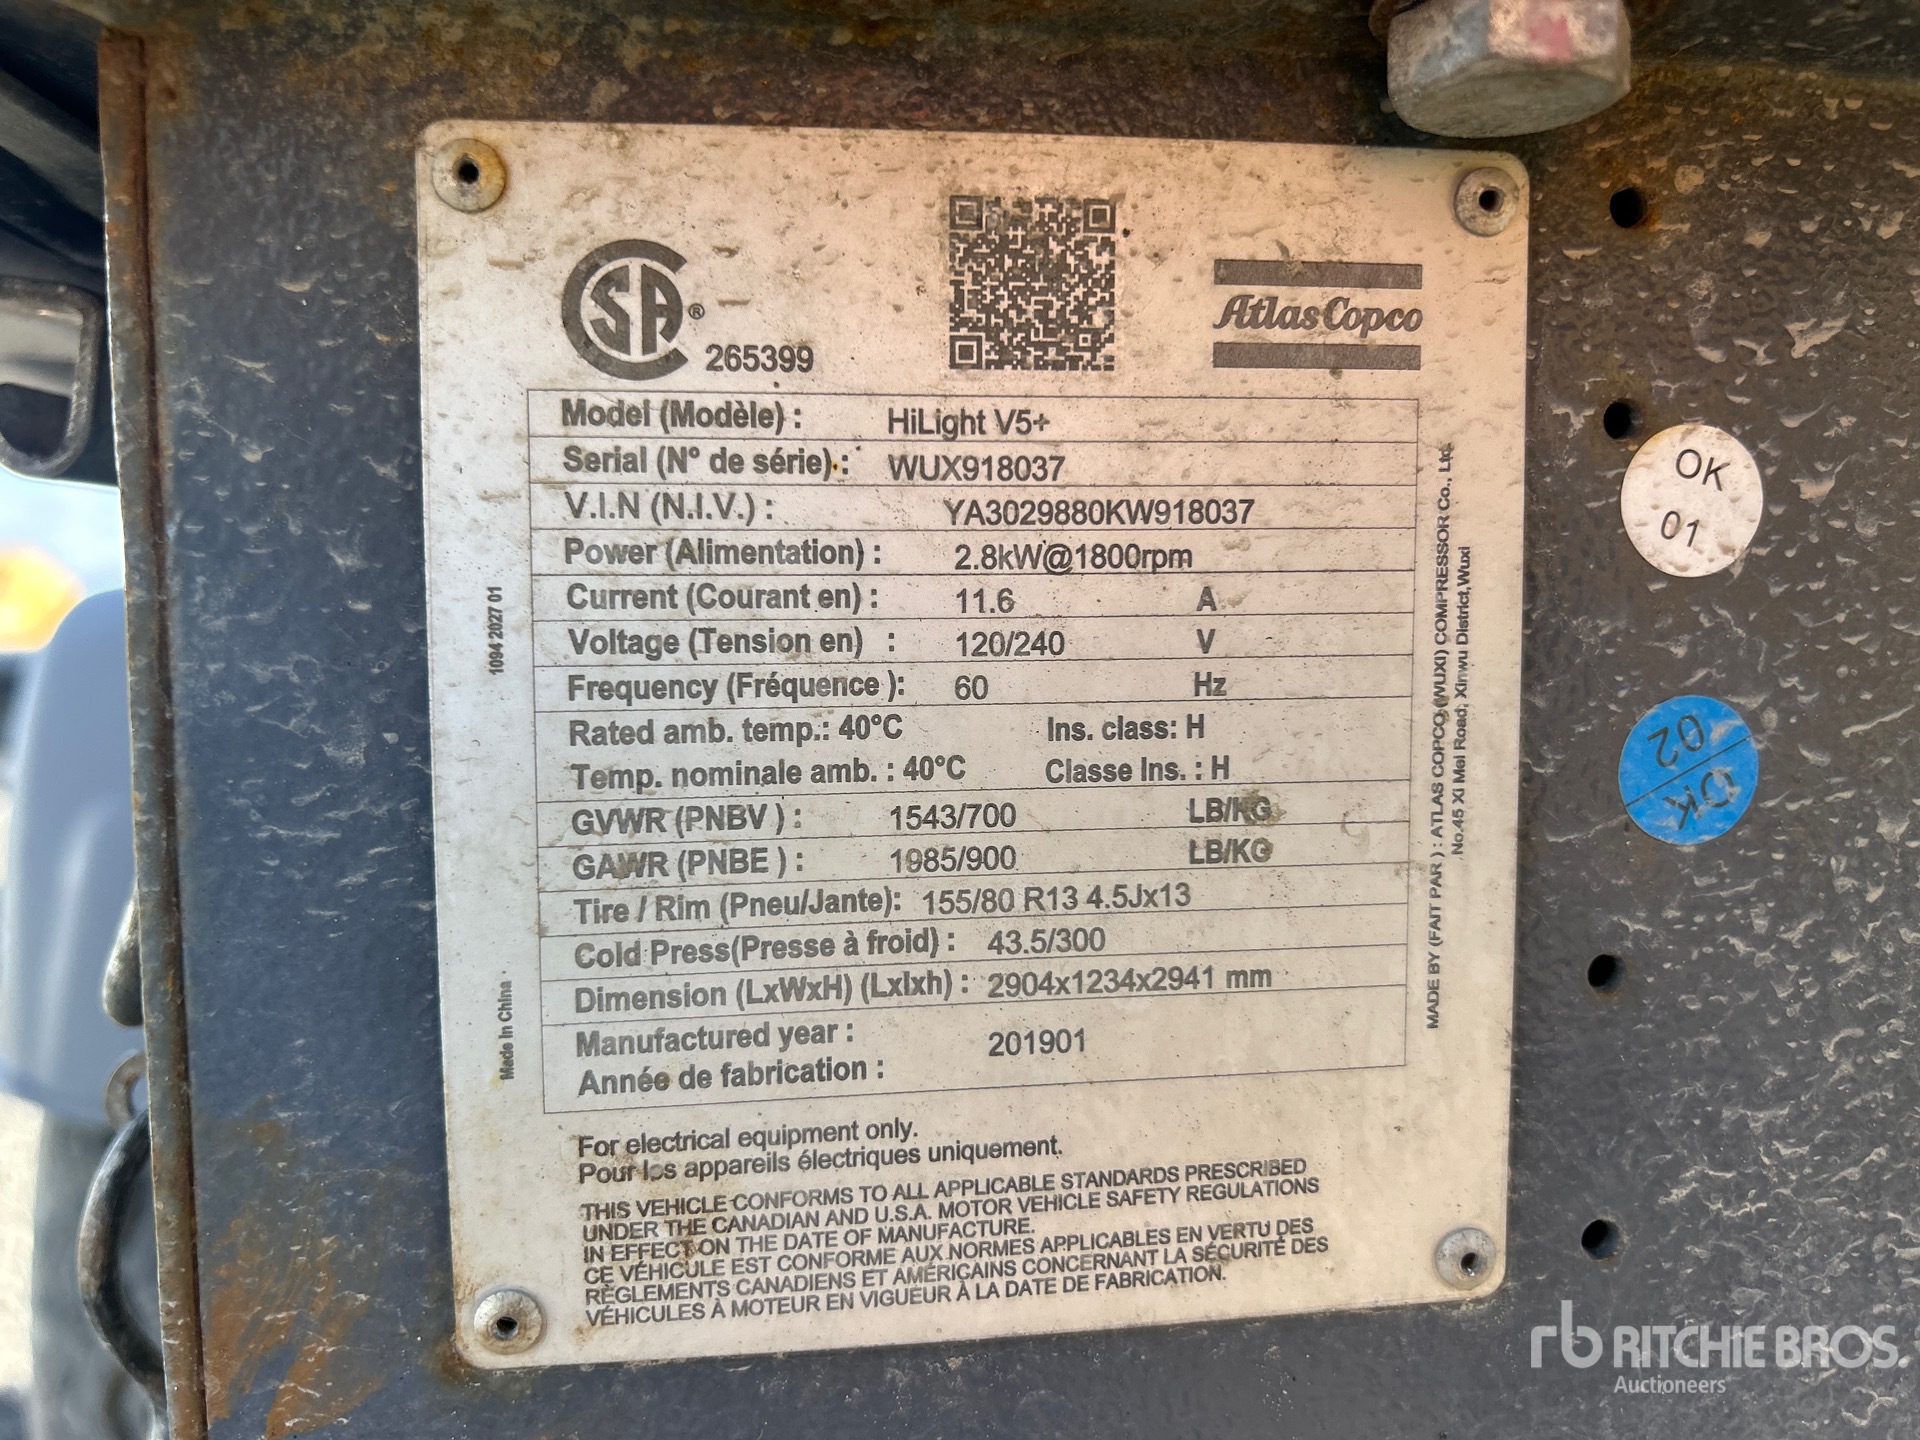 CSA ®
265399
Atlas Copco
Model (Modèle) : HiLight V5+
Serial (N° de série) : WUX918037
V.I.N (N.I.V.) : YA3029880KW918037
Power (Alimentation) : 2.8kW@1800rpm
Current (Courant en) : 11.6 A
Voltage (Tension en) : 120/240 V
Frequency (Fréquence ): 60 Hz
Rated amb. temp.: 40°C Ins. class: H
Temp. nominale amb. : 40°C Classe Ins. : H
GVWR (PNBV ) : 1543/700 LB/KG
GAWR (PNBE ) : 1985/900 LB/KG
Tire / Rim (Pneu/Jante): 155/80 R13 4.5Jx13
Cold Press(Presse à froid) : 43.5/300
Dimension (LxWxH) (Lxlxh) : 2904x1234x2941 mm
Manufactured year : 201901
Année de fabrication :
For electrical equipment only.
Pour les appareils électriques uniquement.
THIS VEHICLE CONFORMS TO ALL APPLICABLE STANDARDS PRESCRIBED
UNDER THE CANADIAN AND U.S.A. MOTOR VEHICLE SAFETY REGULATIONS
IN EFFECT ON THE DATE OF MANUFACTURE.
CE VÉHICULE EST CONFORME AUX NORMES APPLICABLES EN VERTU DES
RÈGLEMENTS CANADIENS ET AMÉRICAINS CONCERNANT LA SÉCURITÉ DES
VÉHICULES À MOTEUR EN VIGUEUR À LA DATE DE FABRICATION.
1094 2027 01
Made In China
MADE BY (FAIT PAR ) : ATLAS COPCO (WUXI) COMPRESSOR Co., Ltd.
No.45 Xi Mei Road, Xinwu District,Wuxi
OK
01
OK
02
rb RITCHIE BROS.
Auctioneers